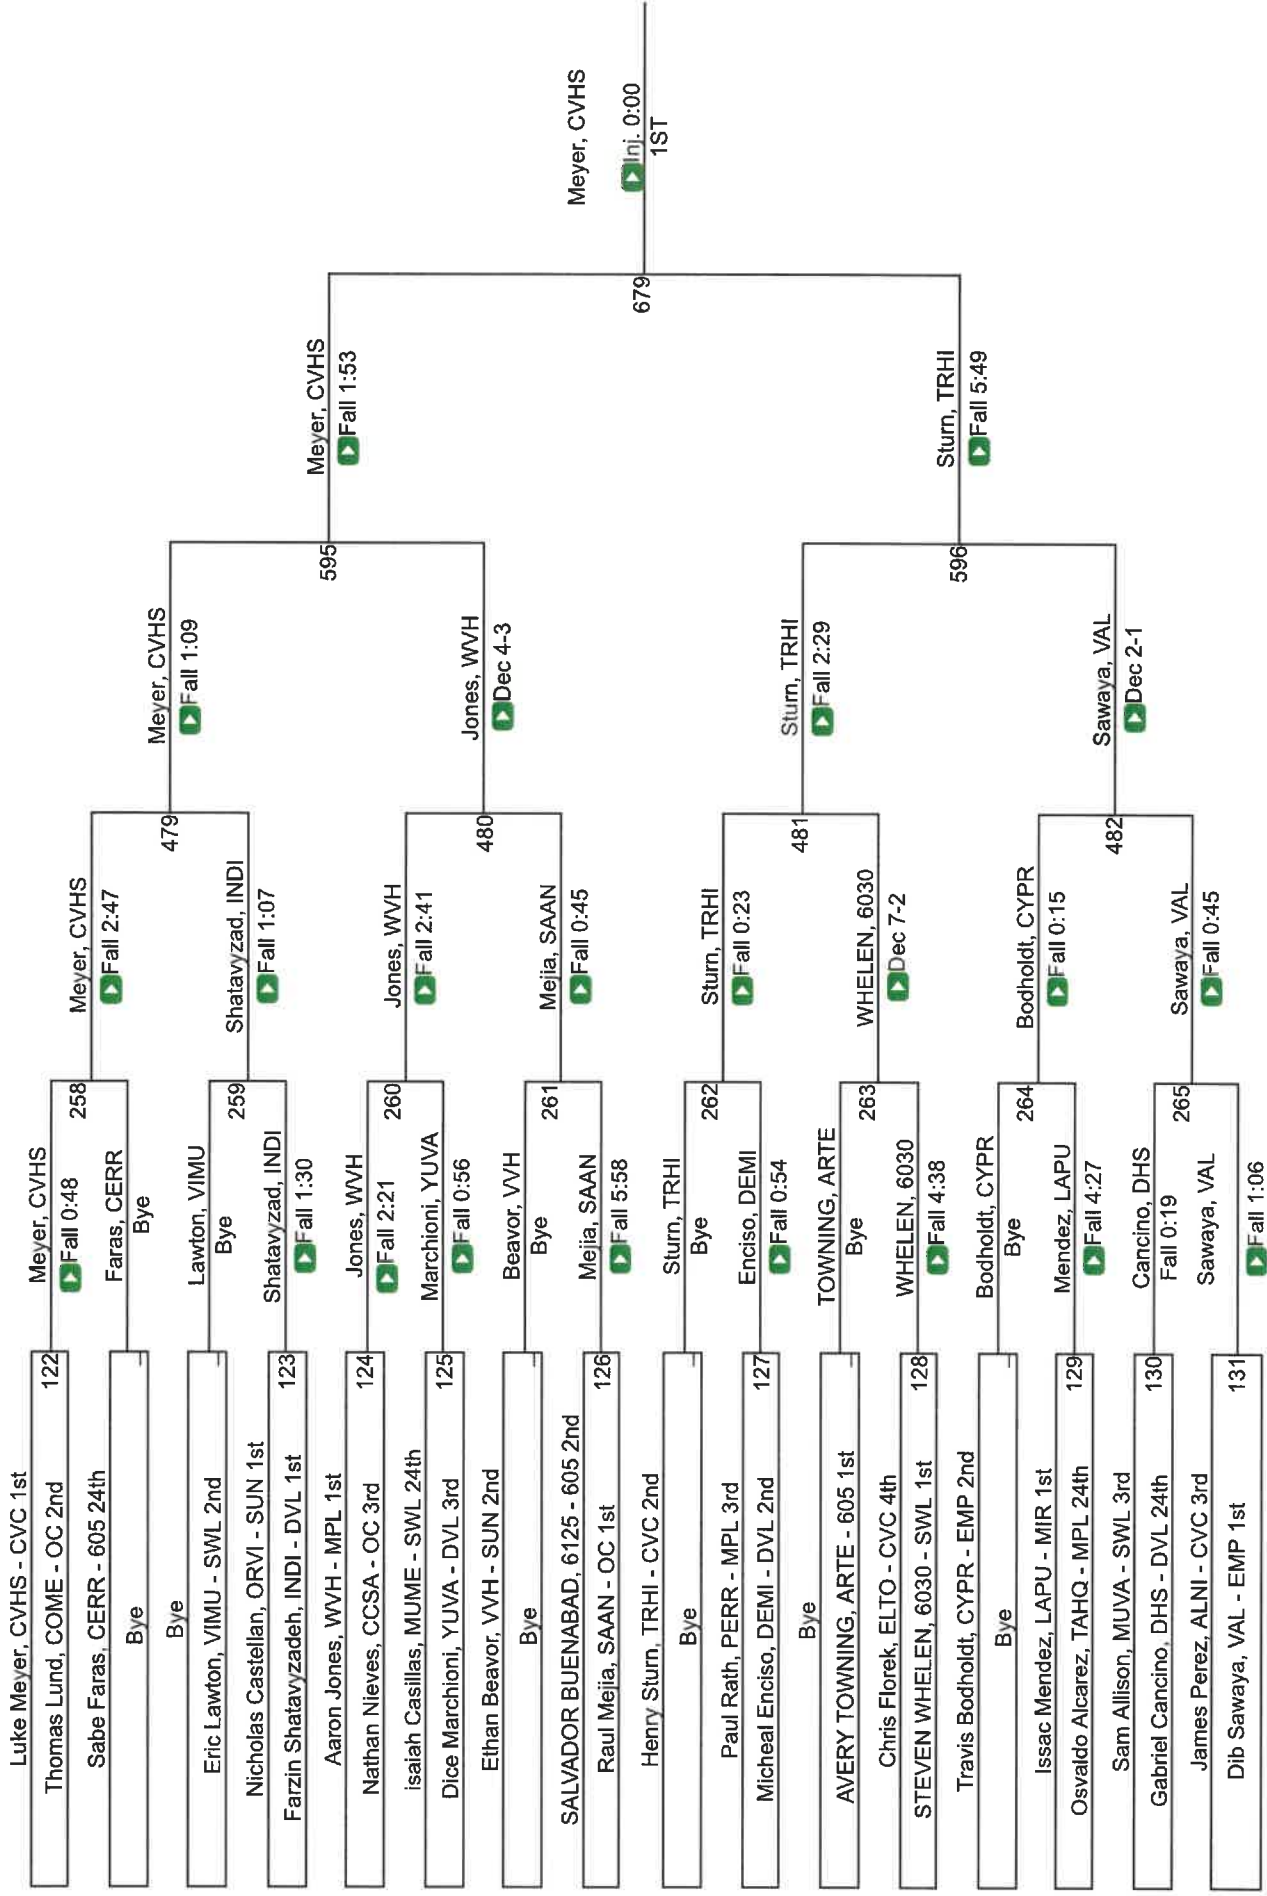 Luke Meyer, CVHS - CVC 1st
122
Thomas Lund, COME - OC 2nd
Sabe Faras, CERR - 605 24th
Bye
Bye
Eric Lawton, VIMU - SWL 2nd
Nicholas Castellan, ORVI - SUN 1st
123
Farzin Shatavyzadeh, INDI - DVL 1st
Aaron Jones, WVH - MPL 1st
124
Nathan Nieves, CCSA - OC 3rd
isaiah Casillas, MUME - SWL 24th
125
Dice Marchioni, YUVA - DVL 3rd
Ethan Beavor, VVH - SUN 2nd
Bye
SALVADOR BUENABAD, 6125 - 605 2nd
126
Raul Mejia, SAAN - OC 1st
Henry Sturn, TRHI - CVC 2nd
Bye
Paul Rath, PERR - MPL 3rd
127
Micheal Enciso, DEMI - DVL 2nd
Bye
AVERY TOWNING, ARTE - 605 1st
Chris Florek, ELTO - CVC 4th
128
STEVEN WHELEN, 6030 - SWL 1st
Travis Bodholdt, CYPR - EMP 2nd
Bye
Issac Mendez, LAPU - MIR 1st
129
Osvaldo Alcarez, TAHQ - MPL 24th
Sam Allison, MUVA - SWL 3rd
130
Gabriel Cancino, DHS - DVL 24th
James Perez, ALNI - CVC 3rd
131
Dib Sawaya, VAL - EMP 1st
Meyer, CVHS
Fall 0:48
258
Faras, CERR
Bye
Lawton, VIMU
Bye
259
Shatavyzad, INDI
Fall 1:30
Jones, WVH
Fall 2:21
260
Marchioni, YUVA
Fall 0:56
Beavor, VVH
Bye
261
Mejia, SAAN
Fall 5:58
Sturn, TRHI
Bye
262
Enciso, DEMI
Fall 0:54
TOWNING, ARTE
Bye
263
WHELEN, 6030
Fall 4:38
Bodholdt, CYPR
Bye
264
Mendez, LAPU
Fall 4:27
Cancino, DHS
Fall 0:19
265
Sawaya, VAL
Fall 1:06
Meyer, CVHS
Fall 2:47
479
Shatavyzad, INDI
Fall 1:07
Jones, WVH
Fall 2:41
480
Mejia, SAAN
Fall 0:45
Sturn, TRHI
Fall 0:23
481
WHELEN, 6030
Dec 7-2
Bodholdt, CYPR
Fall 0:15
482
Sawaya, VAL
Fall 0:45
Meyer, CVHS
Fall 1:09
595
Jones, WVH
Dec 4-3
Sturn, TRHI
Fall 2:29
596
Sawaya, VAL
Dec 2-1
Meyer, CVHS
Fall 1:53
679
Sturn, TRHI
Fall 5:49
Meyer, CVHS
Inj. 0:00
1ST